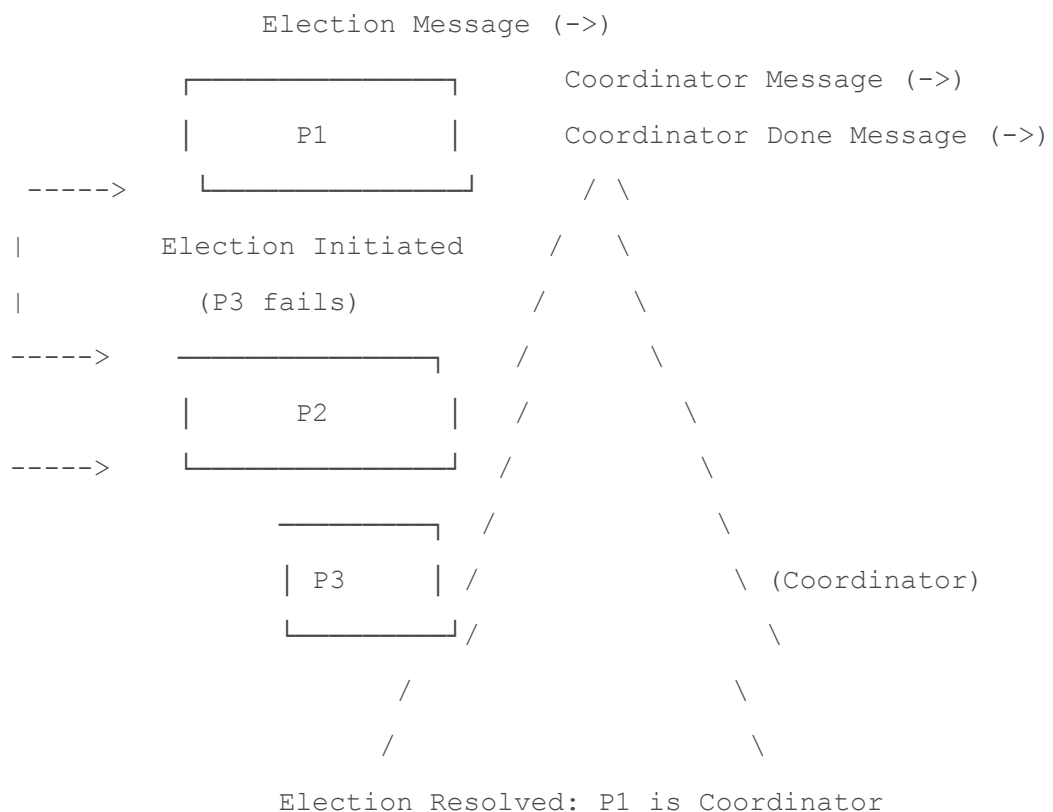 Election Message (->)
Coordinator Message (->)
P1 Coordinator Done Message (->)
----->
Election Initiated
(P3 fails)
----->
P2
----->
P3 (Coordinator)
Election Resolved: P1 is Coordinator